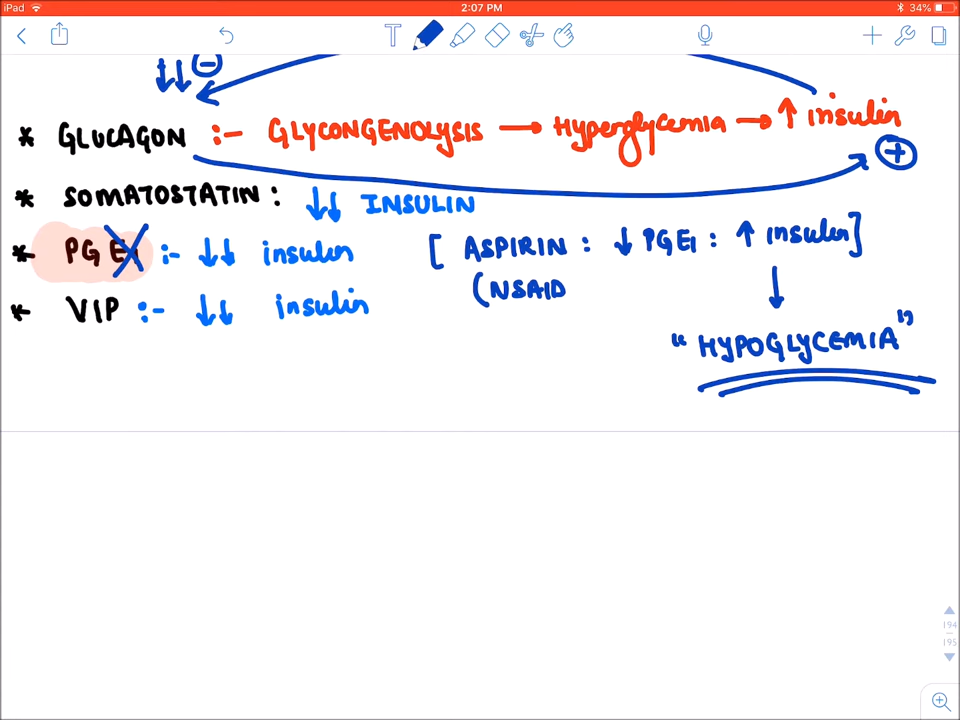 iPad 2:07 PM 34%
T
↓↓ ⊖
* GLUCAGON :- GLYCONGENOLYSIS → Hyperglycemia → ↑ insulin
+
* SOMATOSTATIN : ↓↓ INSULIN
* PGE1 :- ↓↓ insulin [ ASPIRIN : ↓ PGE1 : ↑ insulin]
(NSAID
* VIP :- ↓↓ insulin
↓
"HYPOGLYCEMIA"
194
195